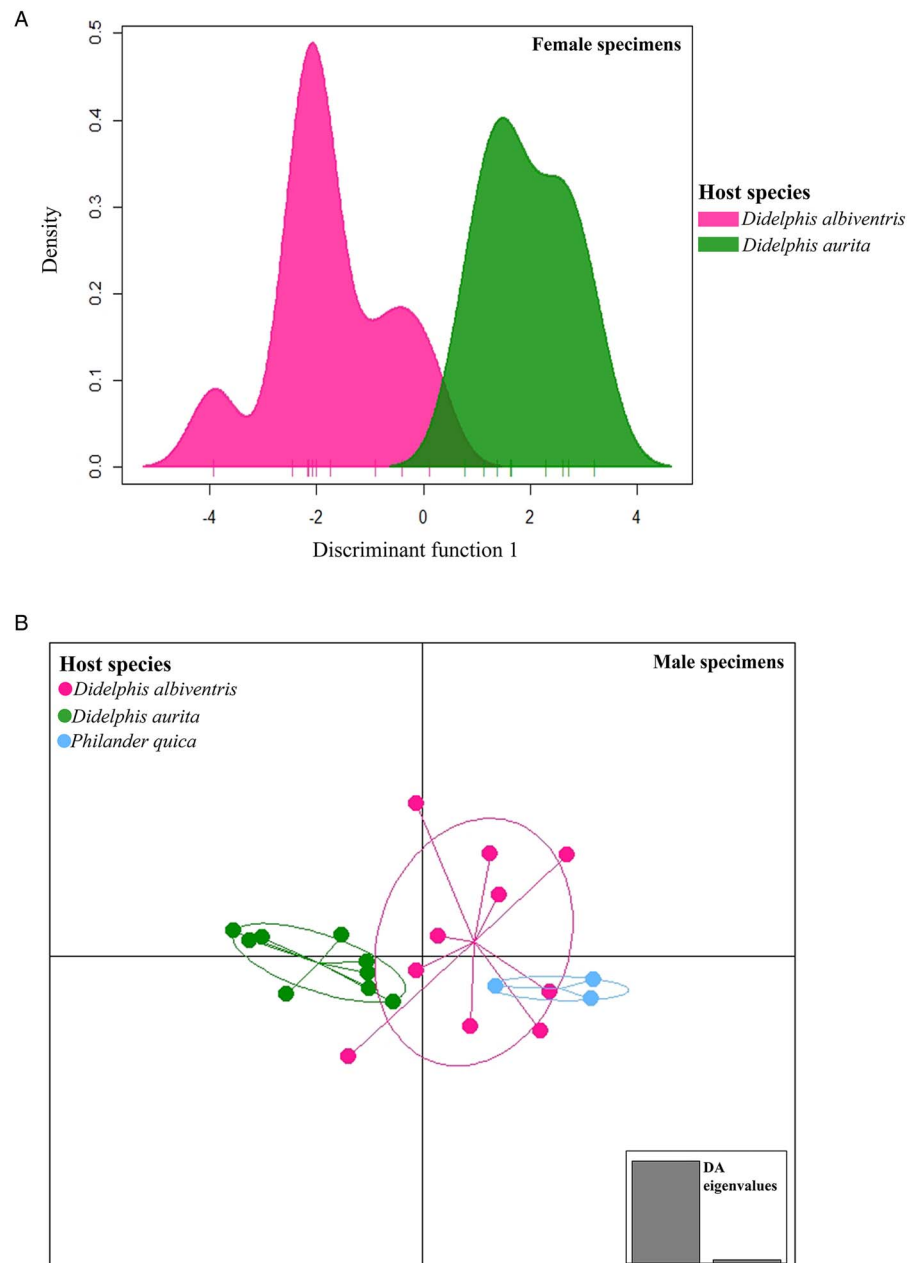 A
Female specimens
0.5
0.4
0.3
0.2
0.1
0.0
Density
-4 -2 0 2 4
Discriminant function 1
Host species
Didelphis albiventris
Didelphis aurita
B
Host species
Didelphis albiventris
Didelphis aurita
Philander quica
Male specimens
DA
eigenvalues